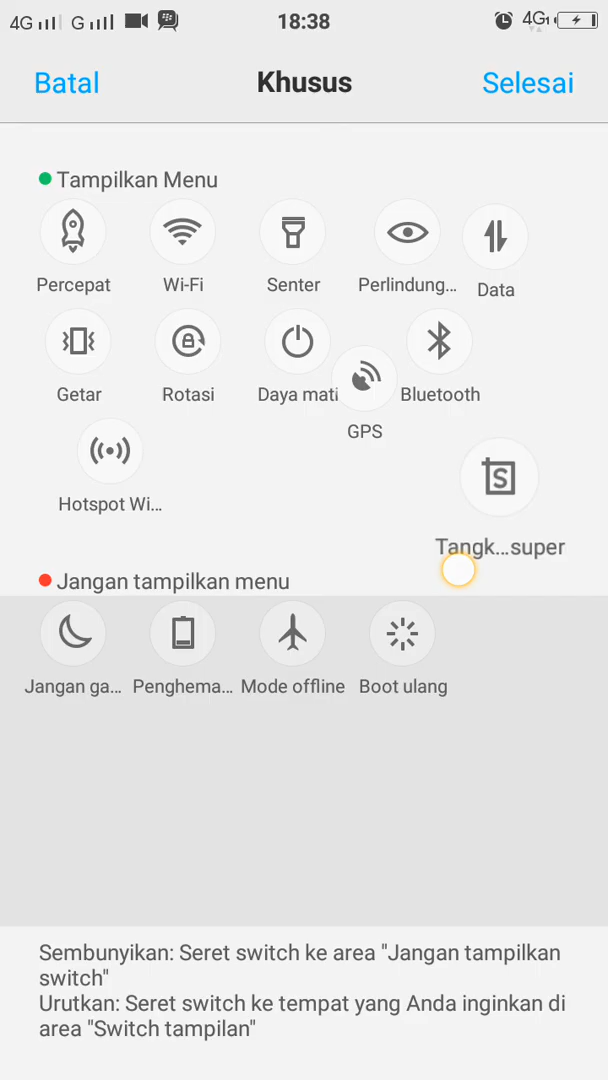 4G G 18:38 4G1
Batal Khusus Selesai
Tampilkan Menu
Percepat Wi-Fi Senter Perlindung... Data
Getar Rotasi Daya mati GPS Bluetooth
Hotspot Wi... S Tangk...super
Jangan tampilkan menu
Jangan ga... Penghema... Mode offline Boot ulang
Sembunyikan: Seret switch ke area "Jangan tampilkan
switch"
Urutkan: Seret switch ke tempat yang Anda inginkan di
area "Switch tampilan"